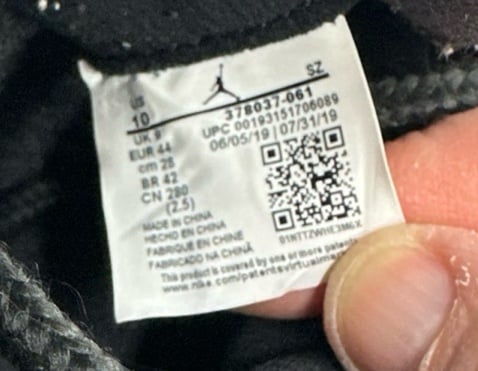 US
10
SZ
378037-061
UK 9
UPC 00193151706089
EUR 44
06/05/19 | 07/31/19
cm 28
BR 42
CN 280
(2.5)
MADE IN CHINA
HECHO EN CHINA
FABRIQUÉ EN CHINE
FABRICADO NA CHINA
This product is covered by one or more patents
www.nike.com/patentsvirtual